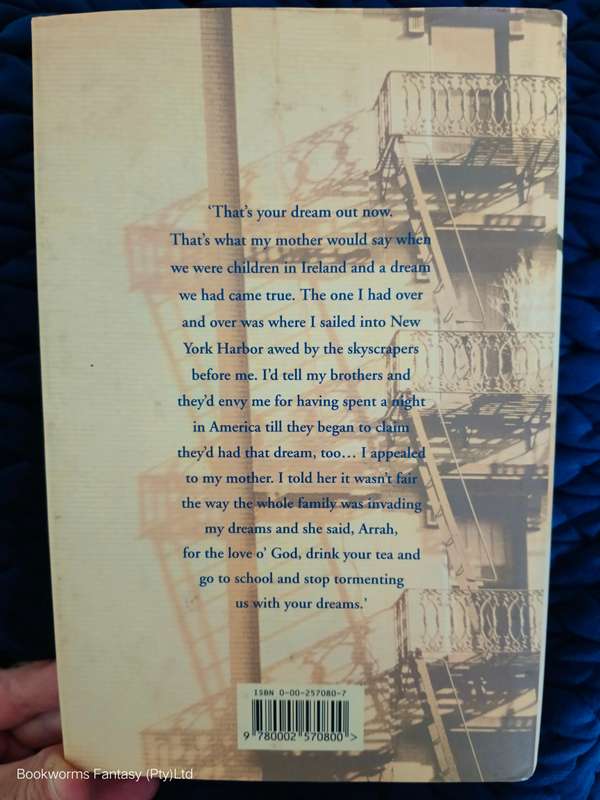 ‘That’s your dream out now.
That’s what my mother would say when
we were children in Ireland and a dream
we had came true. The one I had over
and over was where I sailed into New
York Harbor awed by the skyscrapers
before me. I’d tell my brothers and
they’d envy me for having spent a night
in America till they began to claim
they’d had that dream, too… I appealed
to my mother. I told her it wasn’t fair
the way the whole family was invading
my dreams and she said, Arrah,
for the love o’ God, drink your tea and
go to school and stop tormenting
us with your dreams.’
ISBN 0-00-257080-7
9 780002 570800 >
Bookworms Fantasy (Pty)Ltd